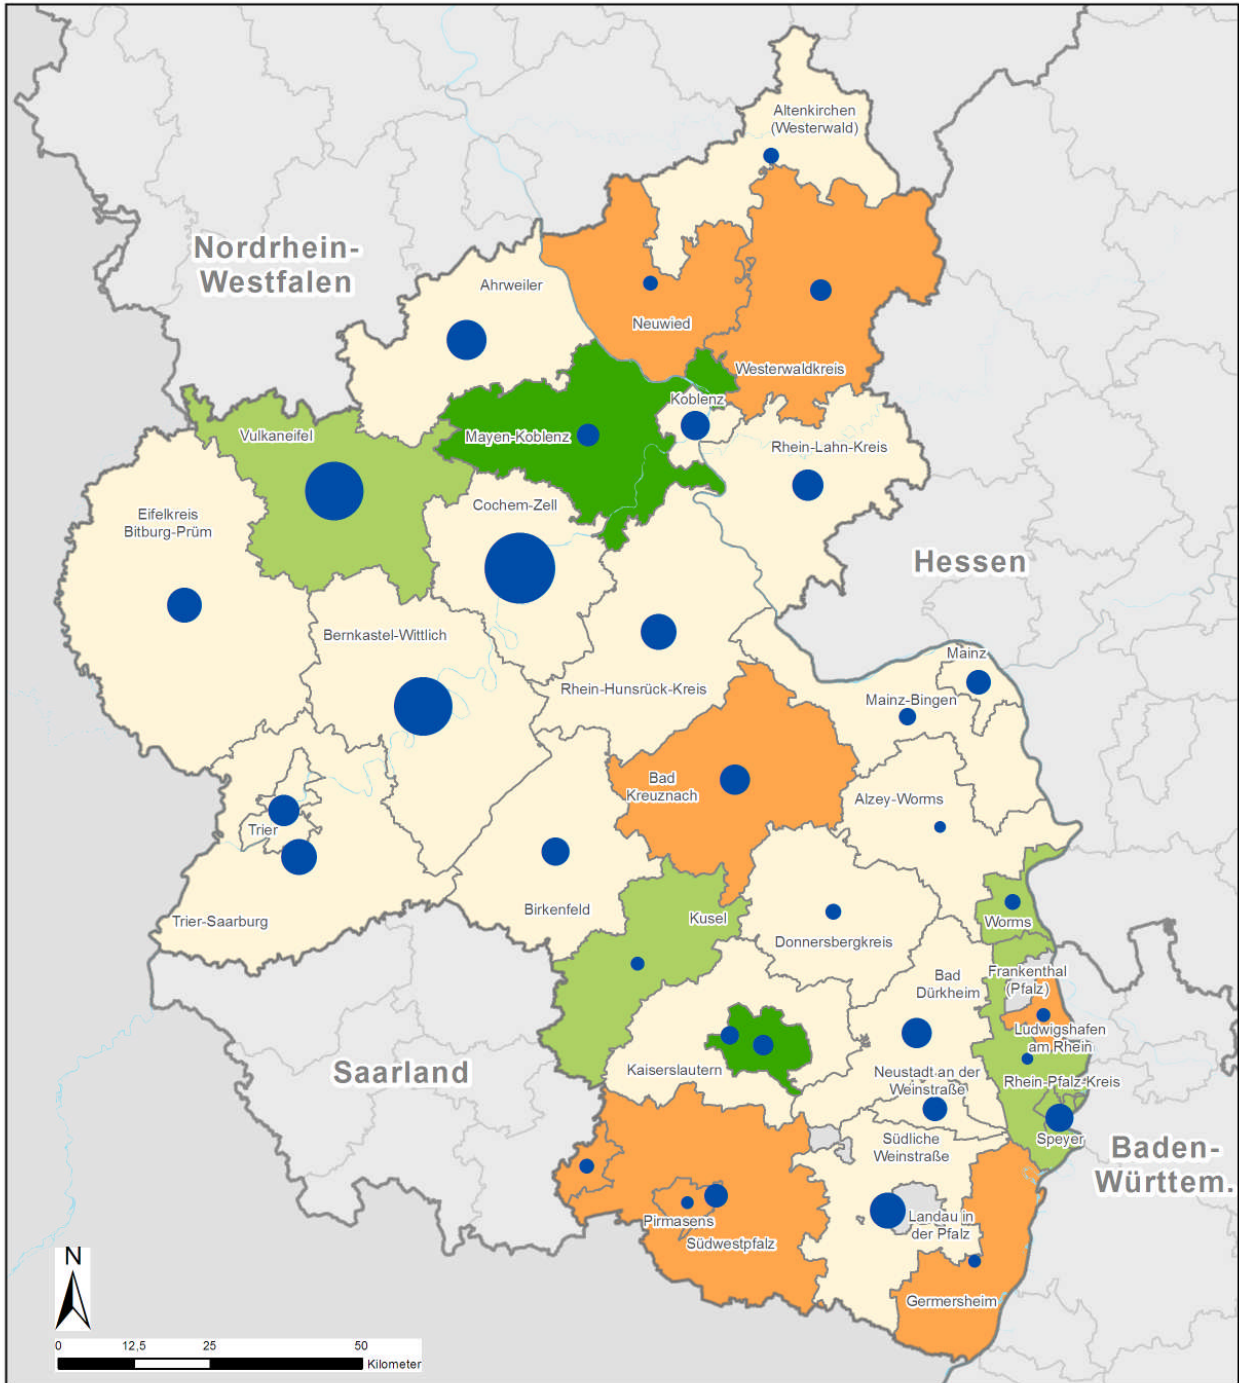 Altenkirchen
(Westerwald)
Nordrhein-
Westfalen
Ahrweiler
Neuwied
Westerwaldkreis
Koblenz
Vulkaneifel
Mayen-Koblenz
Rhein-Lahn-Kreis
Eifelkreis
Bitburg-Prüm
Cochem-Zell
Hessen
Bernkastel-Wittlich
Mainz
Rhein-Hunsrück-Kreis
Mainz-Bingen
Bad
Kreuznach
Alzey-Worms
Trier
Trier-Saarburg
Birkenfeld
Kusel
Worms
Donnersbergkreis
Frankenthal
(Pfalz)
Bad
Dürkheim
Ludwigshafen
am Rhein
Saarland
Kaiserslautern
Neustadt an der
Weinstraße
Rhein-Pfalz-Kreis
Speyer
Südliche
Weinstraße
Baden-
Württem.
Pirmasens
Südwestpfalz
Landau in
der Pfalz
Germersheim
N
0 12,5 25 50
Kilometer